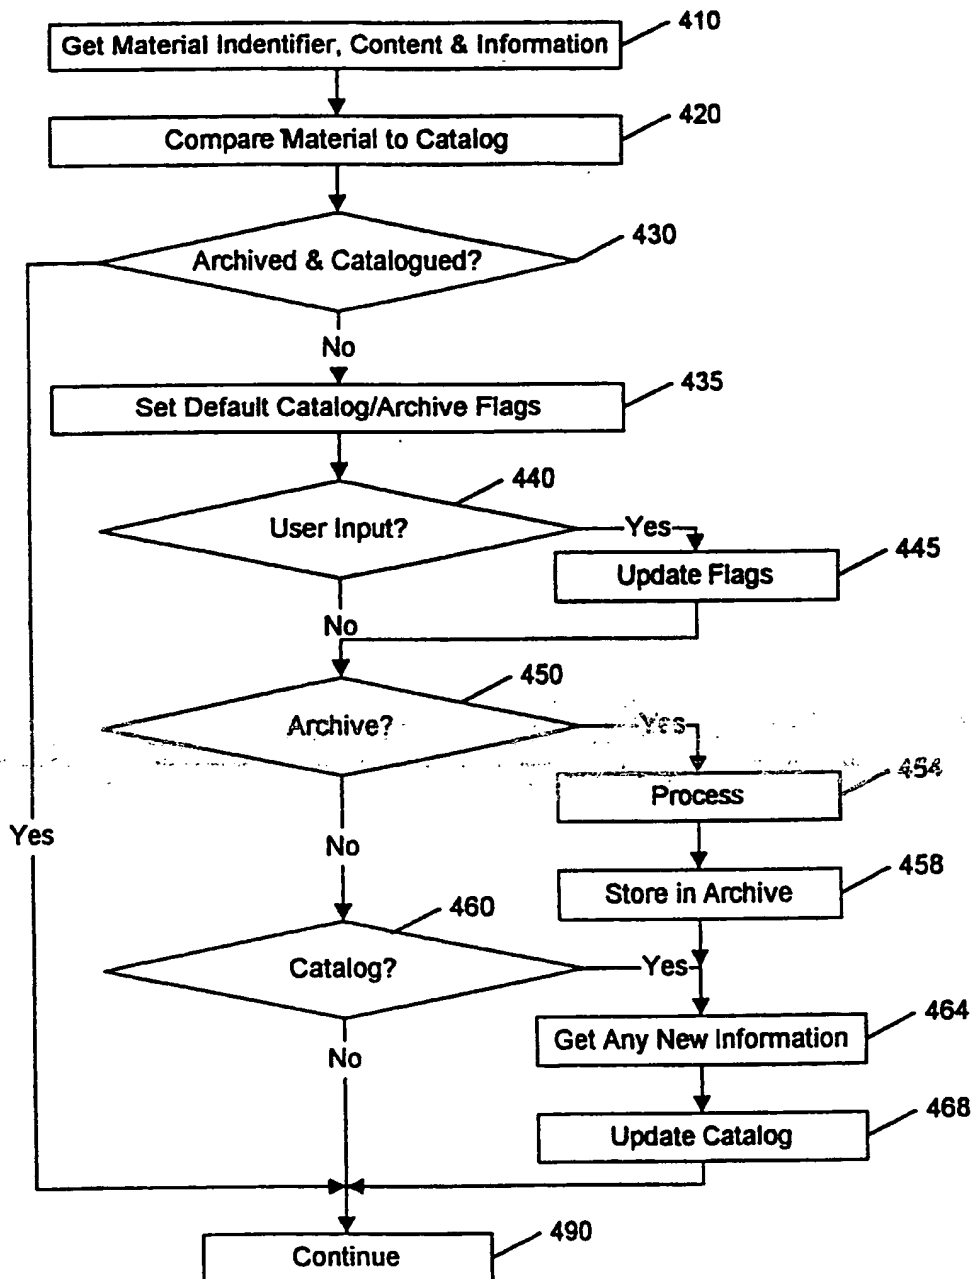 410
Get Material Indentifier, Content & Information
420
Compare Material to Catalog
430
Archived & Catalogued?
No
435
Set Default Catalog/Archive Flags
440
User Input?
Yes
445
Update Flags
No
450
Archive?
Yes
454
Process
Yes
No
458
Store in Archive
460
Catalog?
Yes
464
Get Any New Information
No
468
Update Catalog
490
Continue